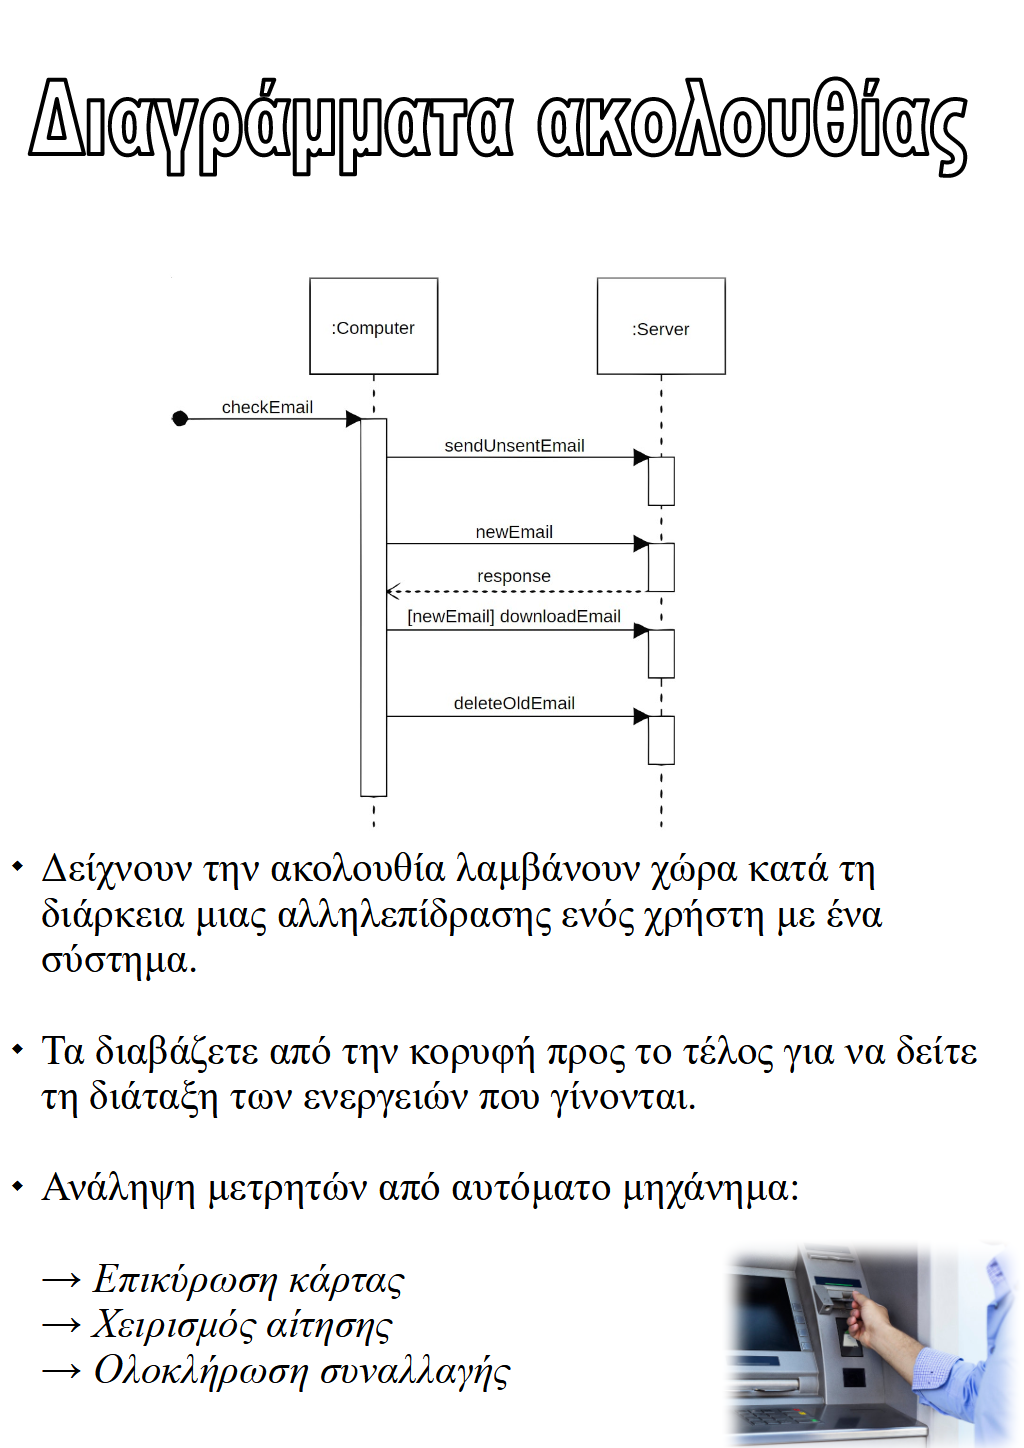 Διαγράμματα ακολουθίας
:Computer
:Server
checkEmail
sendUnsentEmail
newEmail
response
[newEmail] downloadEmail
deleteOldEmail
• Δείχνουν την ακολουθία λαμβάνουν χώρα κατά τη
διάρκεια μιας αλληλεπίδρασης ενός χρήστη με ένα
σύστημα.
• Τα διαβάζετε από την κορυφή προς το τέλος για να δείτε
τη διάταξη των ενεργειών που γίνονται.
• Ανάληψη μετρητών από αυτόματο μηχάνημα:
→ Επικύρωση κάρτας
→ Χειρισμός αίτησης
→ Ολοκλήρωση συναλλαγής